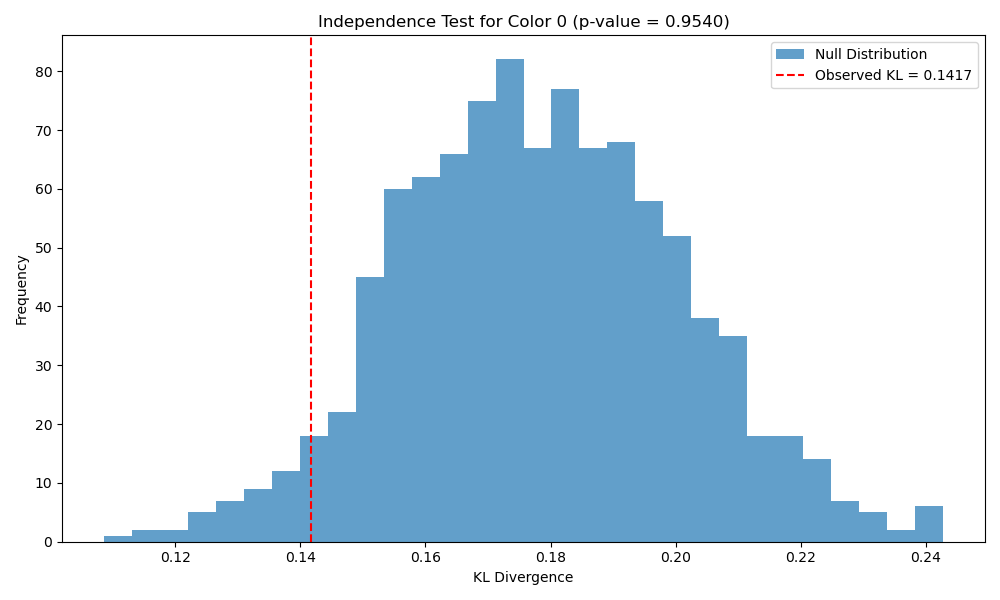 Independence Test for Color 0 (p-value = 0.9540)
Null Distribution
Observed KL = 0.1417
Frequency
80
70
60
50
40
30
20
10
0
0.12 0.14 0.16 0.18 0.20 0.22 0.24
KL Divergence